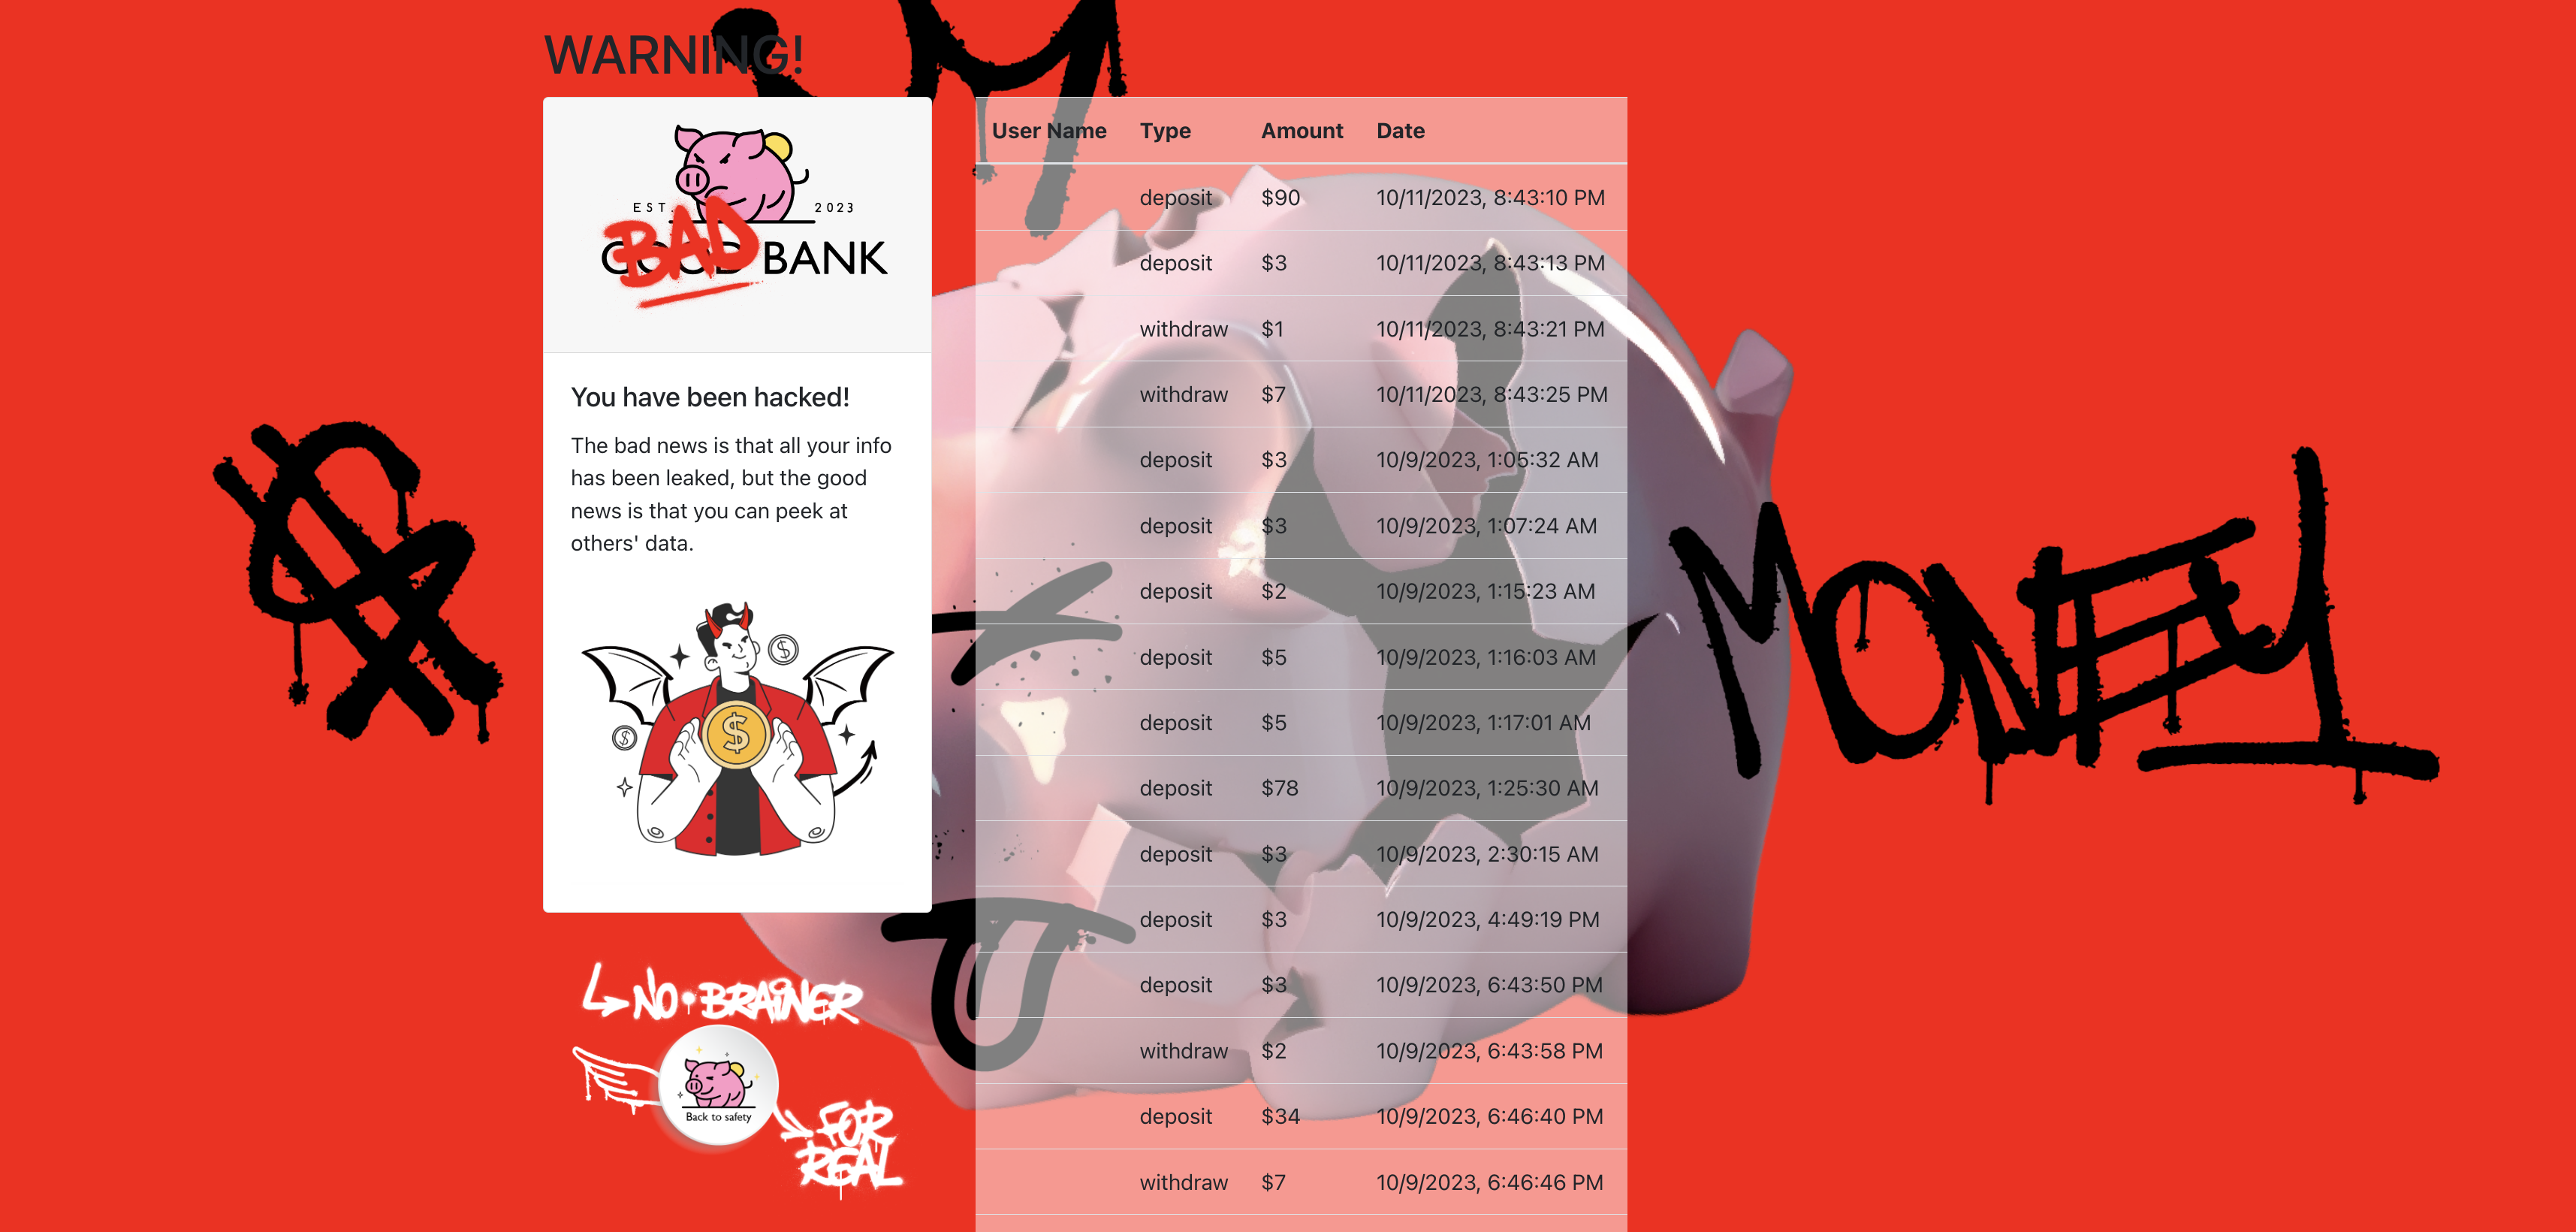 WARNING!
EST. 2023
BAD
GOOD BANK
You have been hacked!
The bad news is that all your info
has been leaked, but the good
news is that you can peek at
others' data.
NO•BRAINER
Back to safety
FOR
REAL
User Name Type Amount Date
deposit $90 10/11/2023, 8:43:10 PM
deposit $3 10/11/2023, 8:43:13 PM
withdraw $1 10/11/2023, 8:43:21 PM
withdraw $7 10/11/2023, 8:43:25 PM
deposit $3 10/9/2023, 1:05:32 AM
deposit $3 10/9/2023, 1:07:24 AM
deposit $2 10/9/2023, 1:15:23 AM
deposit $5 10/9/2023, 1:16:03 AM
deposit $5 10/9/2023, 1:17:01 AM
deposit $78 10/9/2023, 1:25:30 AM
deposit $3 10/9/2023, 2:30:15 AM
deposit $3 10/9/2023, 4:49:19 PM
deposit $3 10/9/2023, 6:43:50 PM
withdraw $2 10/9/2023, 6:43:58 PM
deposit $34 10/9/2023, 6:46:40 PM
withdraw $7 10/9/2023, 6:46:46 PM
MONEY